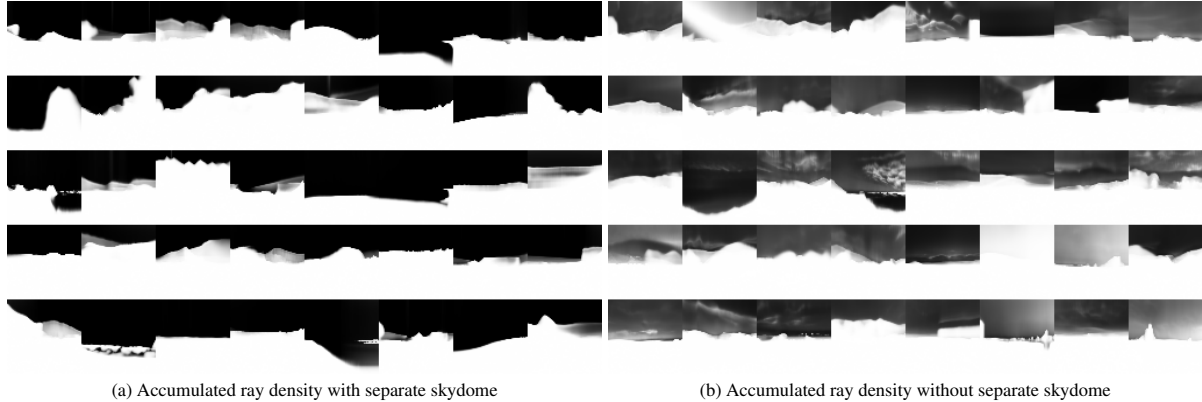 (a) Accumulated ray density with separate skydome
(b) Accumulated ray density without separate skydome